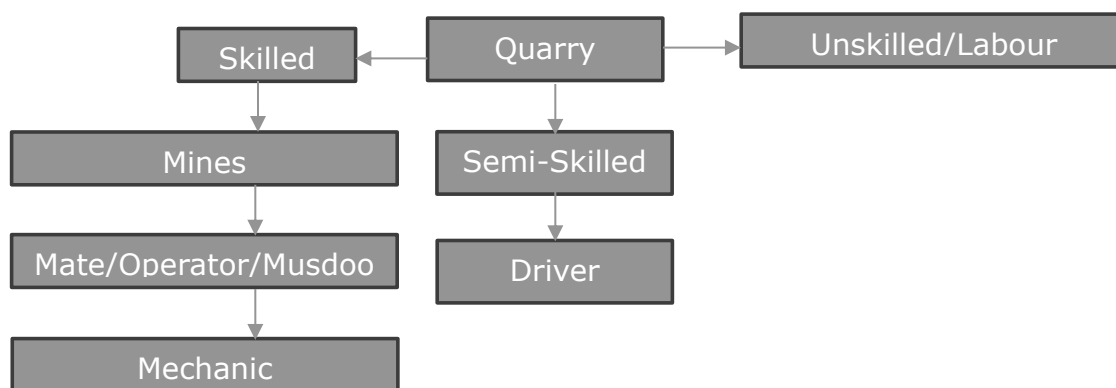 Skilled
Quarry
Unskilled/Labour
Mines
Semi-Skilled
Mate/Operator/Musdoo
Driver
Mechanic